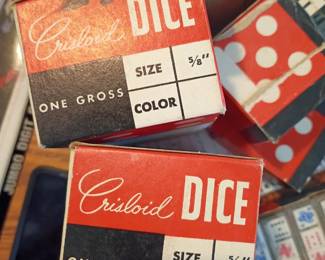 Crisloid DICE
SIZE 5/8"
ONE GROSS
COLOR
Crisloid DICE
SIZE